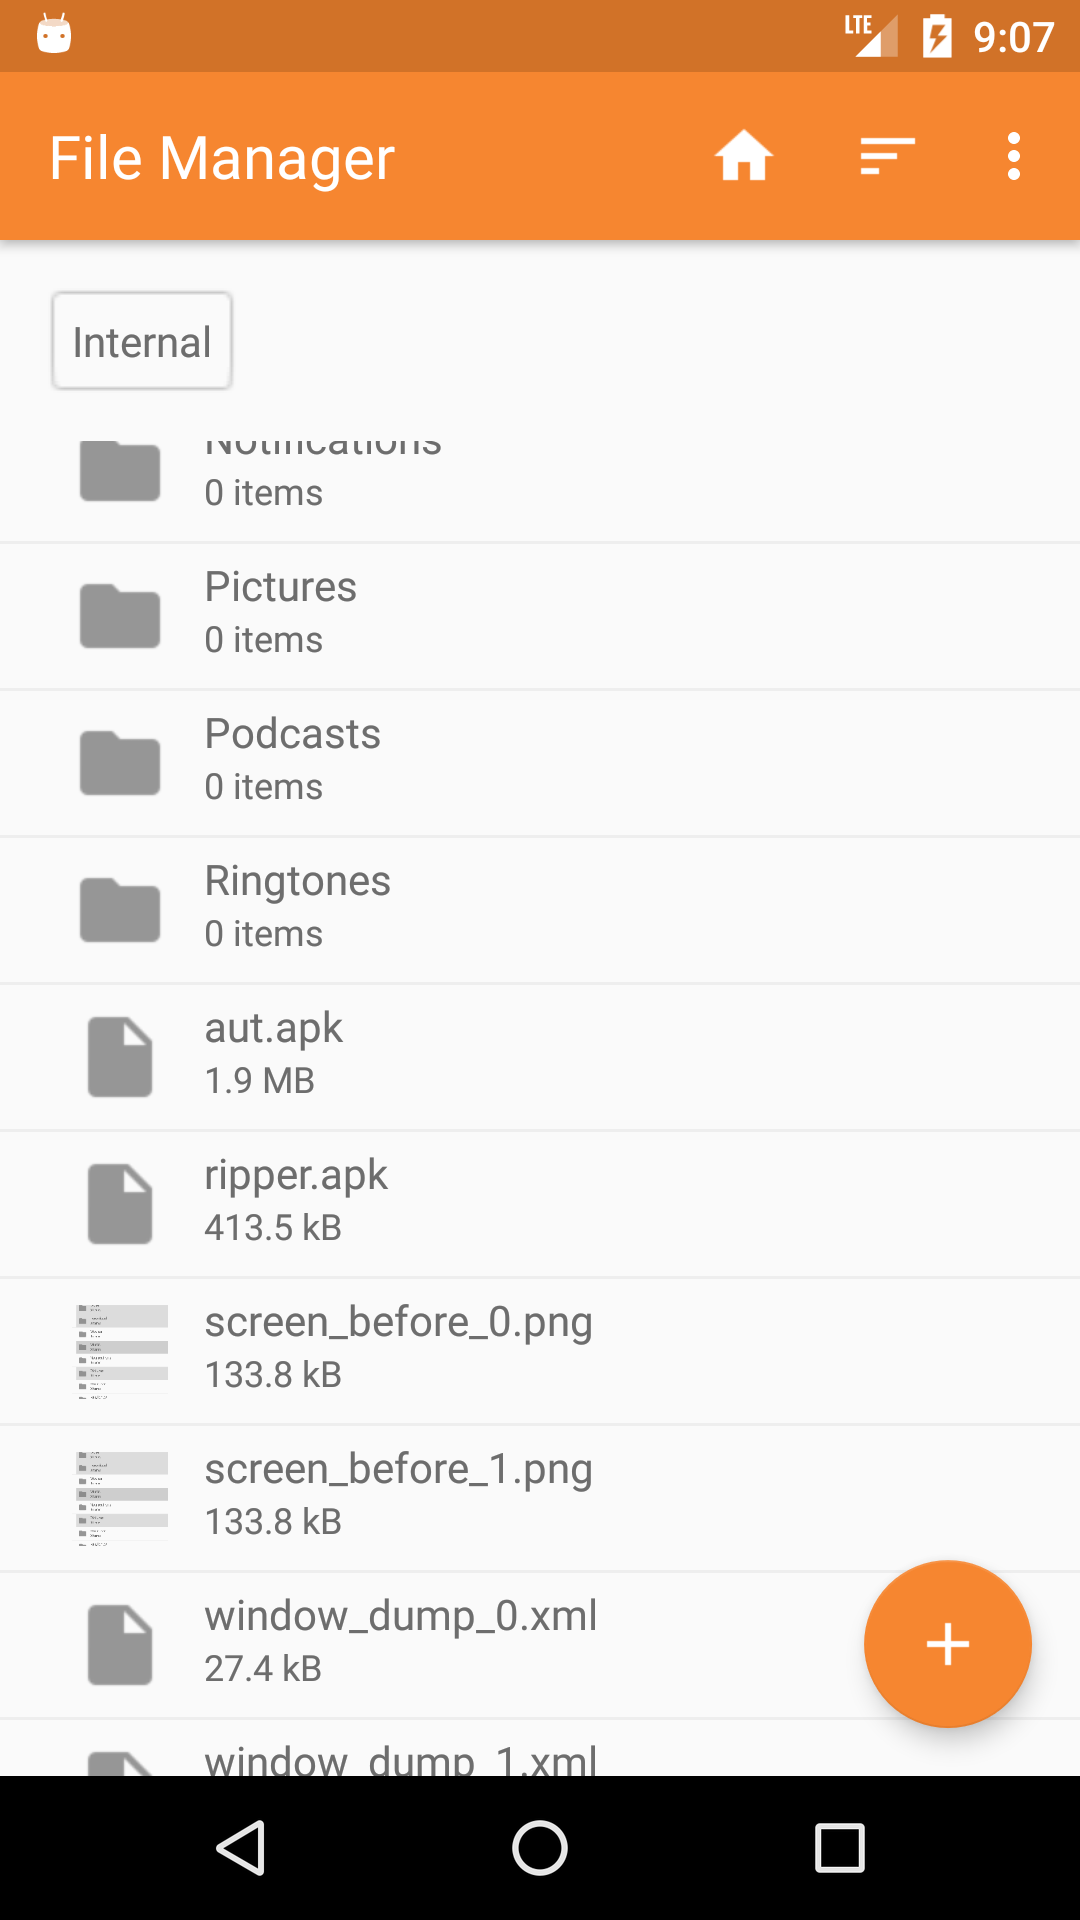 LTE 9:07
File Manager
Internal
Notifications
0 items
Pictures
0 items
Podcasts
0 items
Ringtones
0 items
aut.apk
1.9 MB
ripper.apk
413.5 kB
screen_before_0.png
133.8 kB
screen_before_1.png
133.8 kB
window_dump_0.xml
27.4 kB
window_dump_1.xml